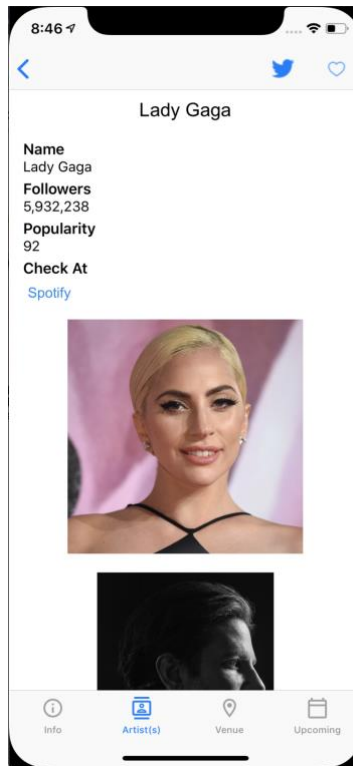 8:46
Lady Gaga
Name
Lady Gaga
Followers
5,932,238
Popularity
92
Check At
Spotify
Info
Artist(s)
Venue
Upcoming